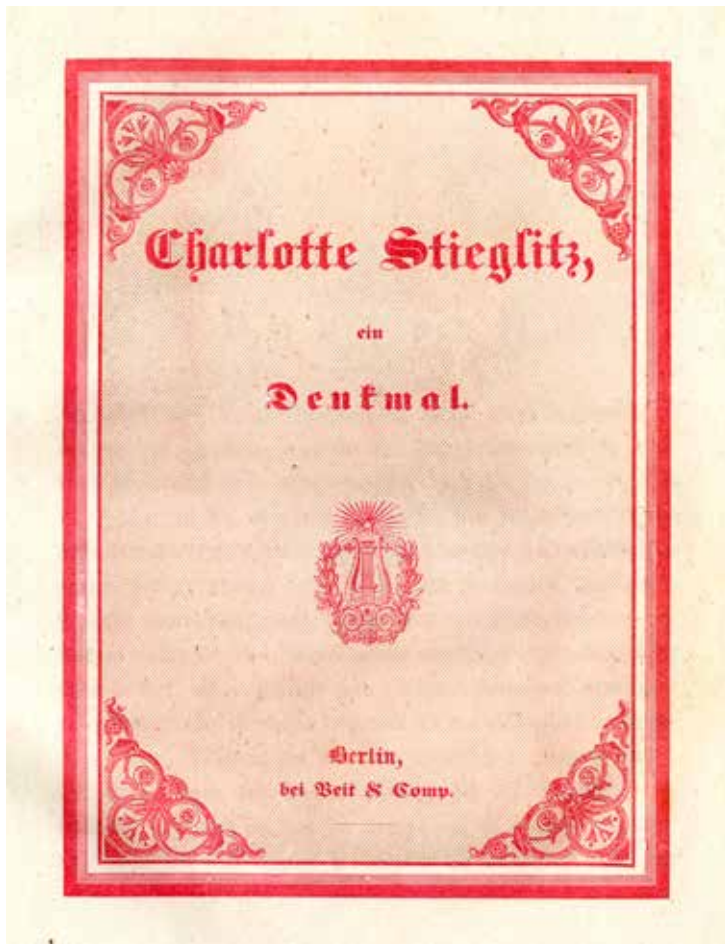 Charlotte Stieglitz,
ein
Denkmal.
Berlin,
bei Veit & Comp.